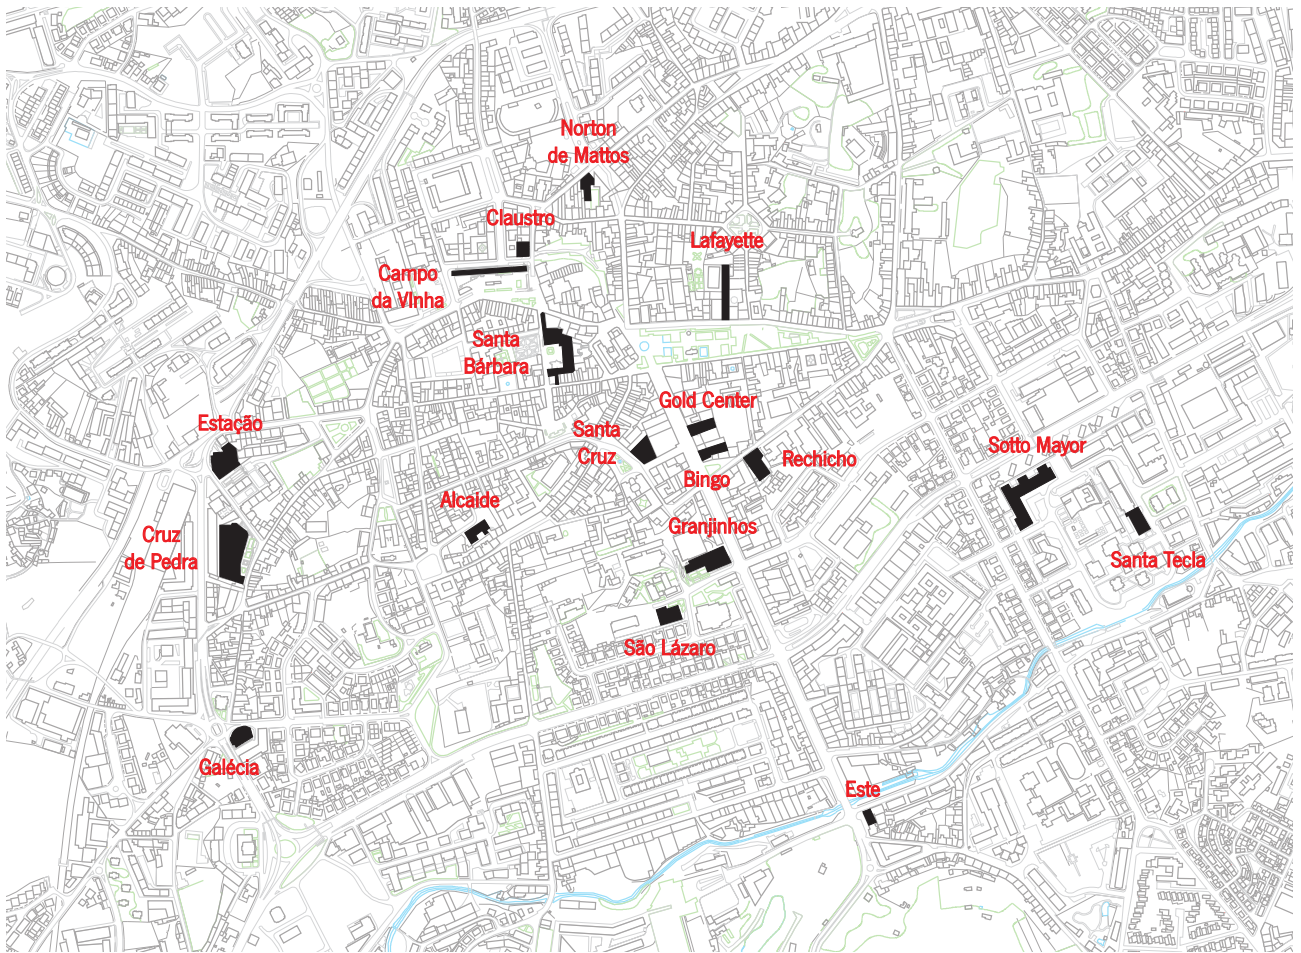 Norton
de Mattos
Claustro
Lafayette
Campo
da VInha
Santa
Bárbara
Gold Center
Estação
Santa
Cruz
Sotto Mayor
Rechicho
Bingo
Alcaide
Granjinhos
Cruz
de Pedra
Santa Tecla
São Lázaro
Galécia
Este